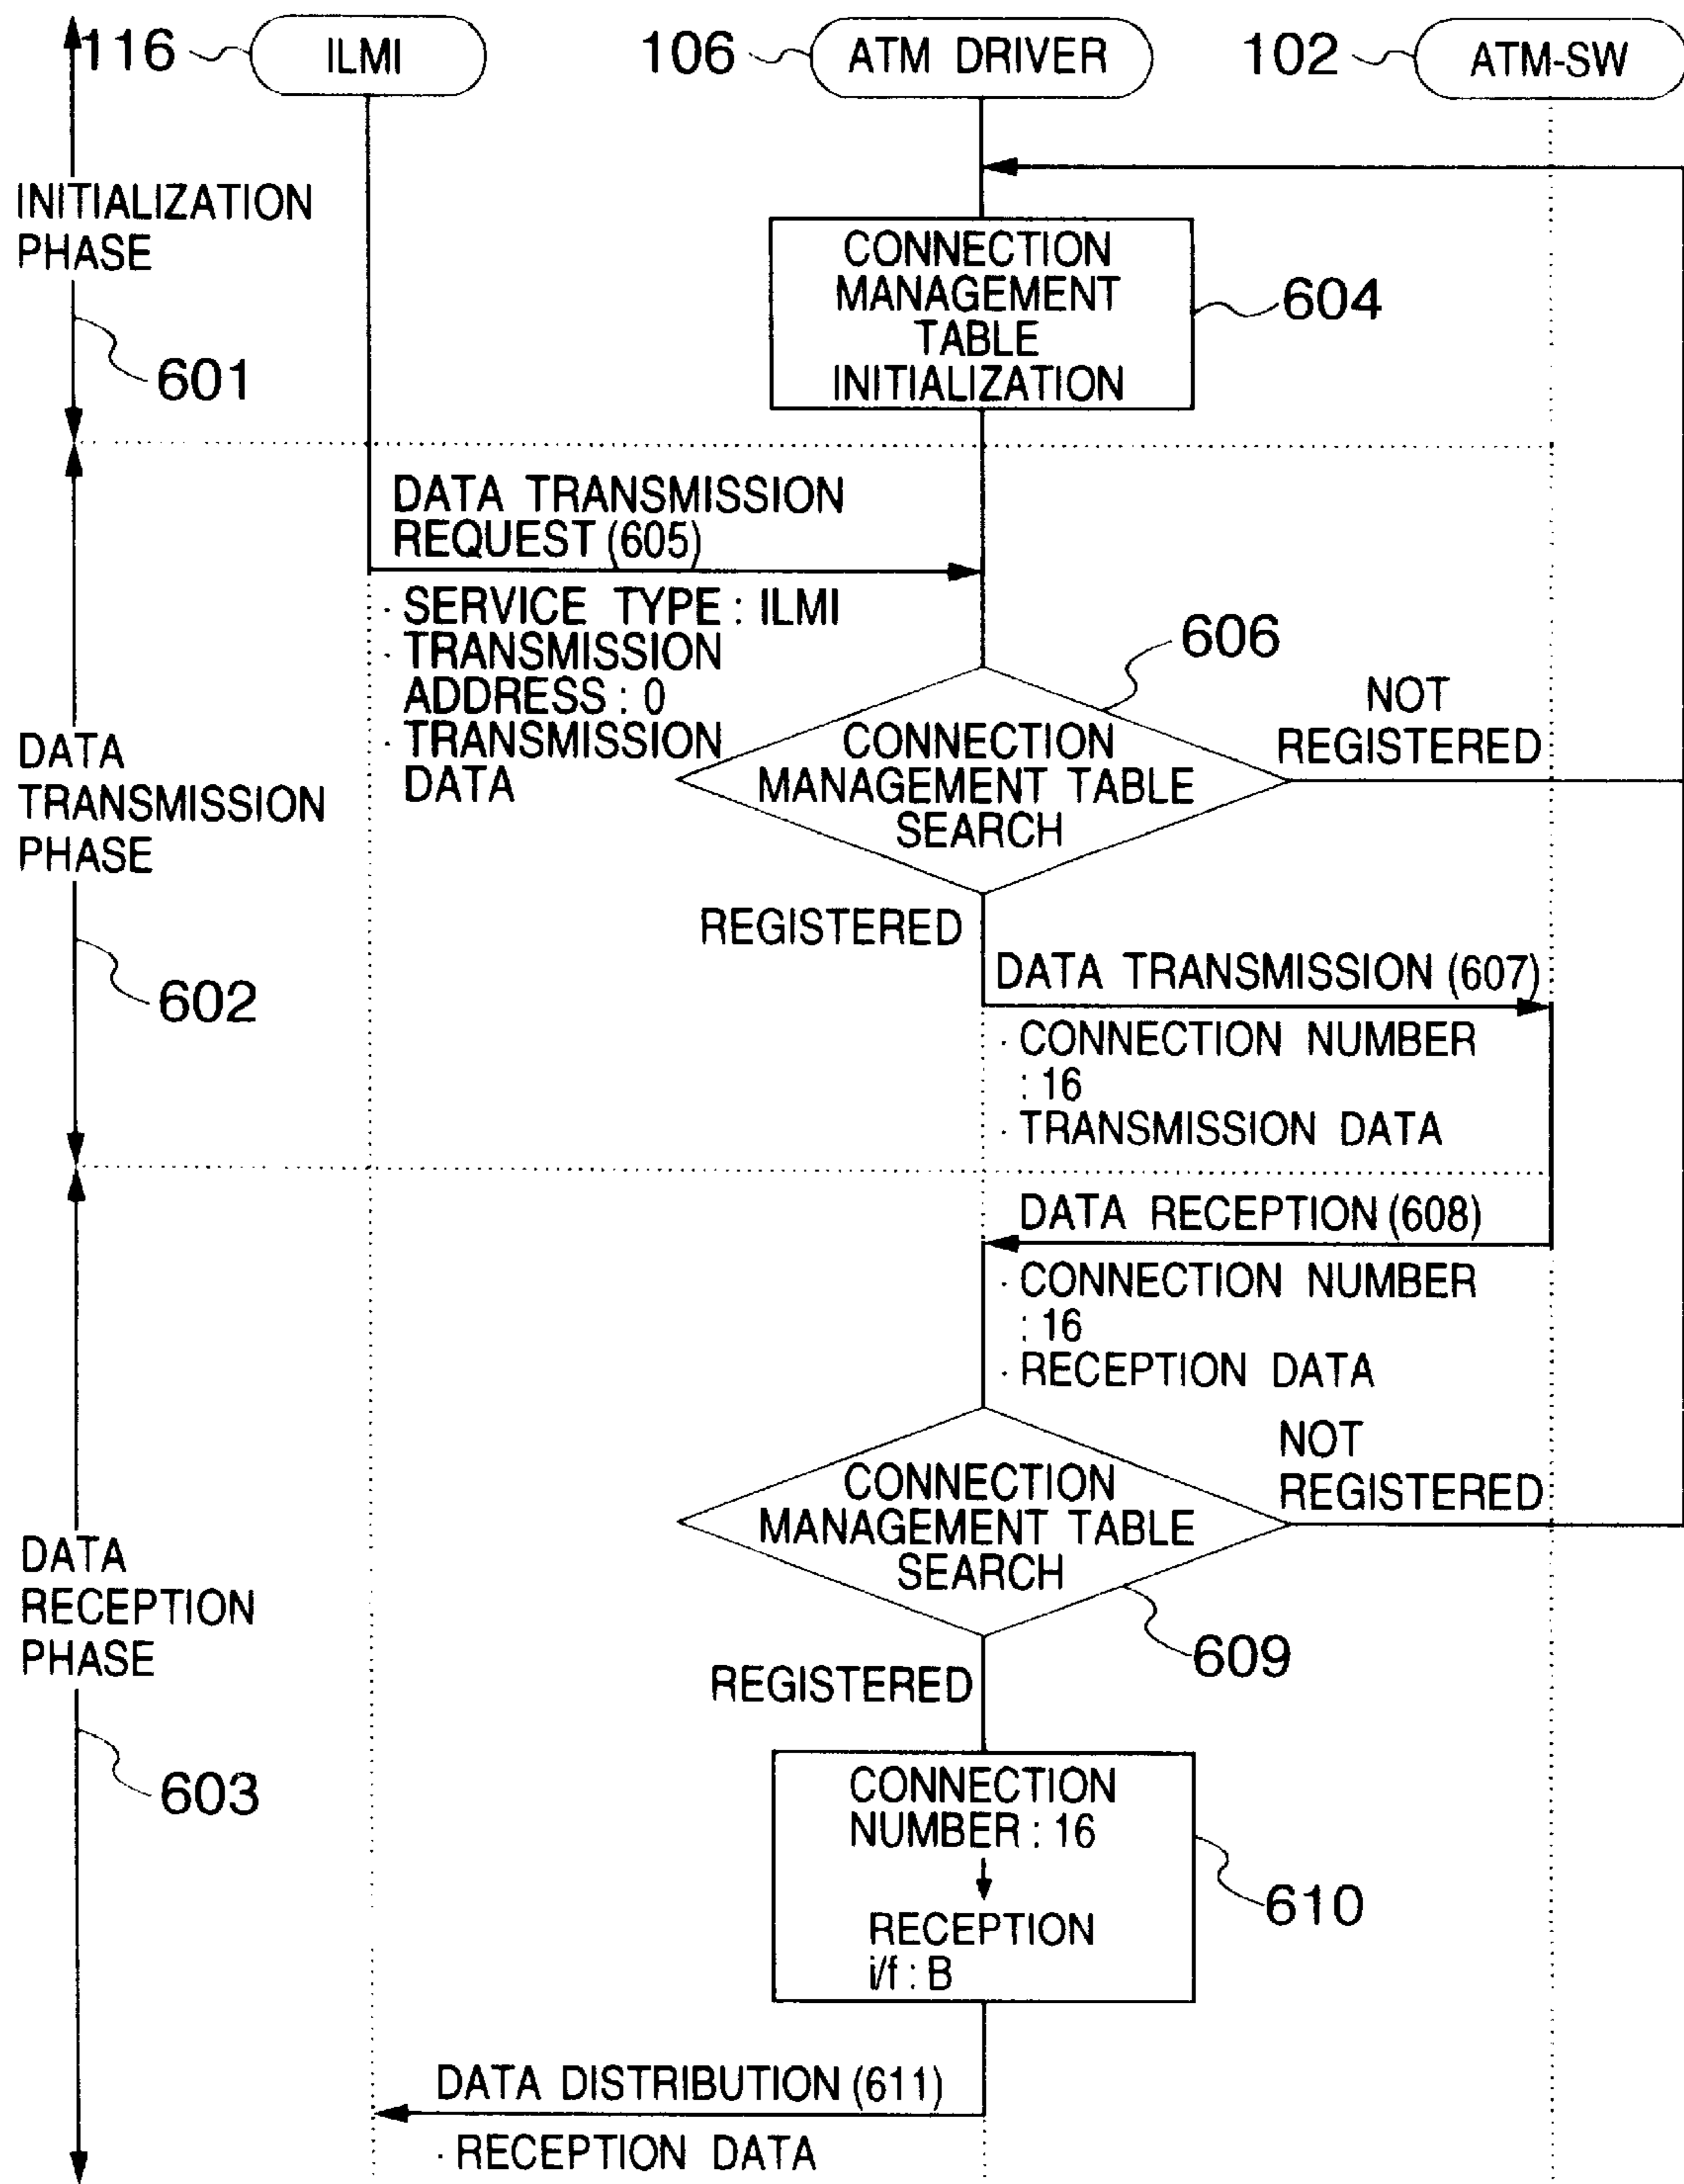 116
ILMI
106
ATM DRIVER
102
ATM-SW
INITIALIZATION
PHASE
601
CONNECTION
MANAGEMENT
TABLE
INITIALIZATION
604
DATA TRANSMISSION
REQUEST (605)
· SERVICE TYPE : ILMI
· TRANSMISSION
ADDRESS : 0
· TRANSMISSION
DATA
606
CONNECTION
MANAGEMENT TABLE
SEARCH
NOT
REGISTERED
DATA
TRANSMISSION
PHASE
602
REGISTERED
DATA TRANSMISSION (607)
· CONNECTION NUMBER
: 16
· TRANSMISSION DATA
DATA RECEPTION (608)
· CONNECTION NUMBER
: 16
· RECEPTION DATA
CONNECTION
MANAGEMENT TABLE
SEARCH
NOT
REGISTERED
609
DATA
RECEPTION
PHASE
603
REGISTERED
CONNECTION
NUMBER : 16
RECEPTION
i/f : B
610
DATA DISTRIBUTION (611)
· RECEPTION DATA